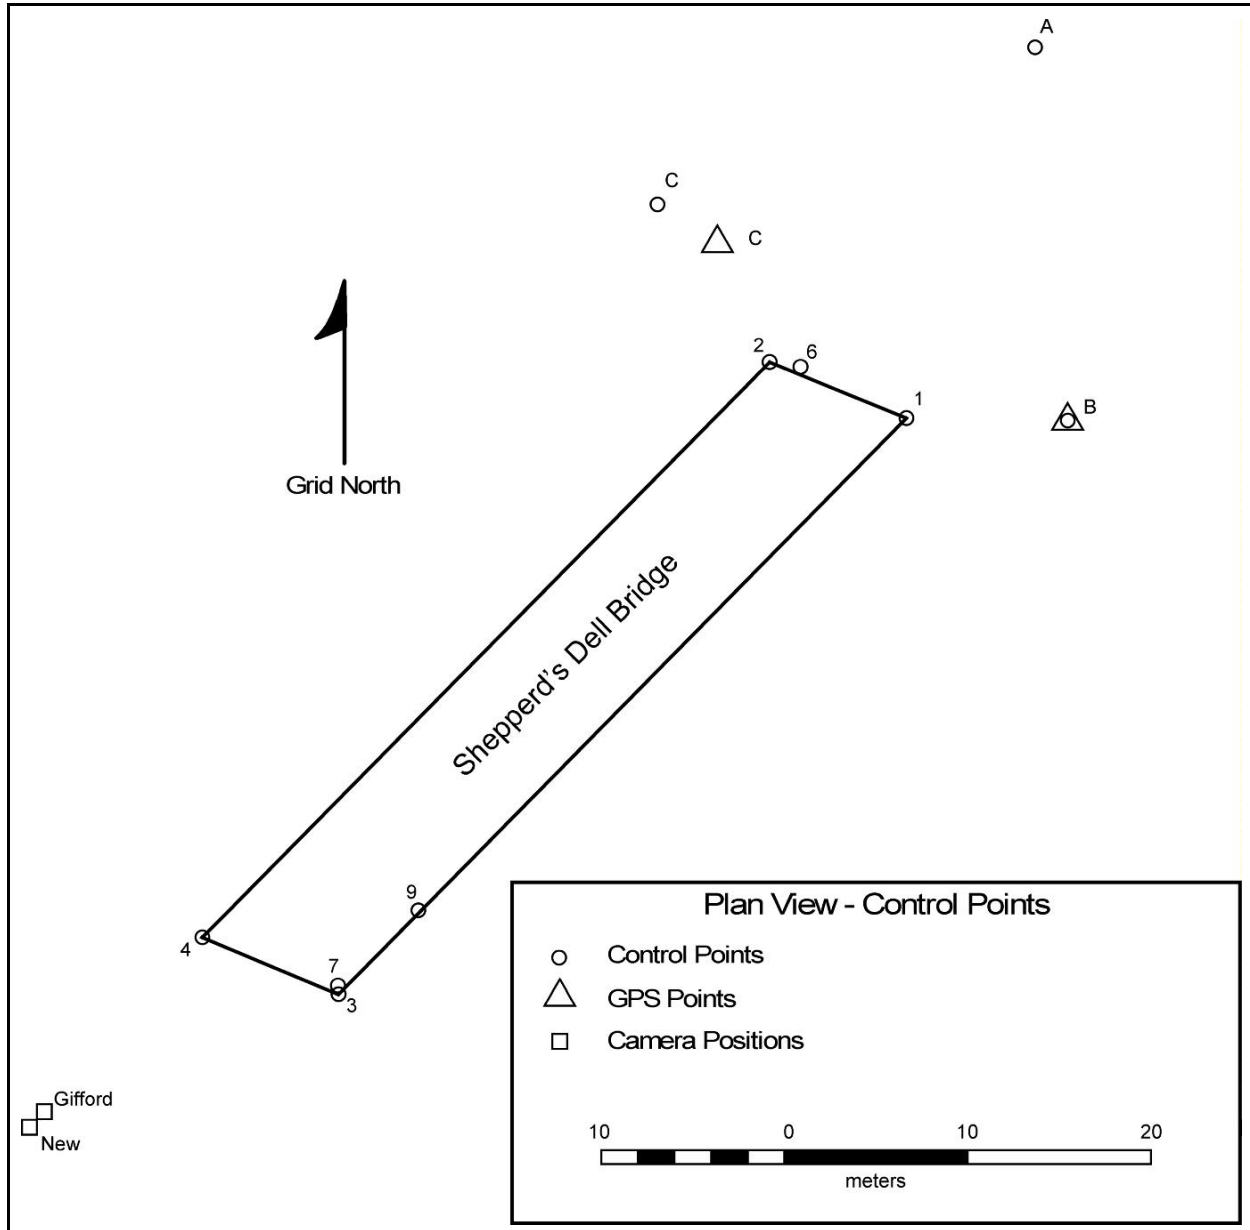 A
C
C
2
6
1
B
Grid North
Shepperd's Dell Bridge
9
4
7
3
Gifford
New
Plan View - Control Points
Control Points
GPS Points
Camera Positions
10 0 10 20
meters